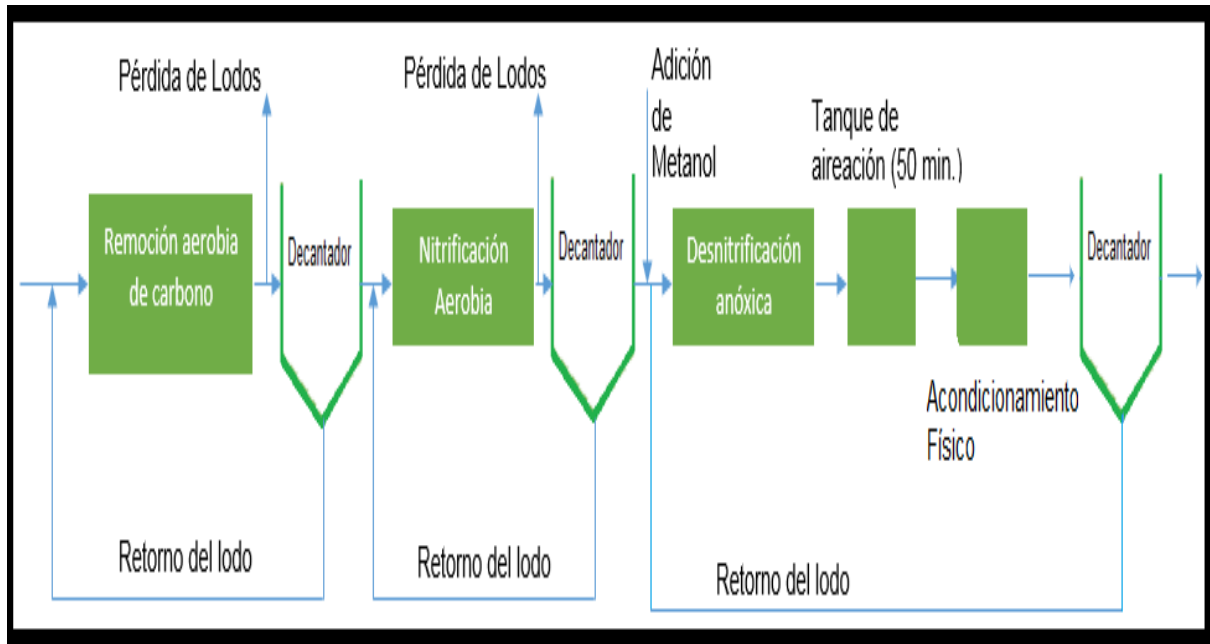 Pérdida de Lodos
Pérdida de Lodos
Adición
de
Metanol
Tanque de
aireación (50 min.)
Remoción aerobia
de carbono
Decantador
Nitrificación
Aerobia
Decantador
Desnitrificación
anóxica
Decantador
Acondicionamiento
Físico
Retorno del lodo
Retorno del lodo
Retorno del lodo